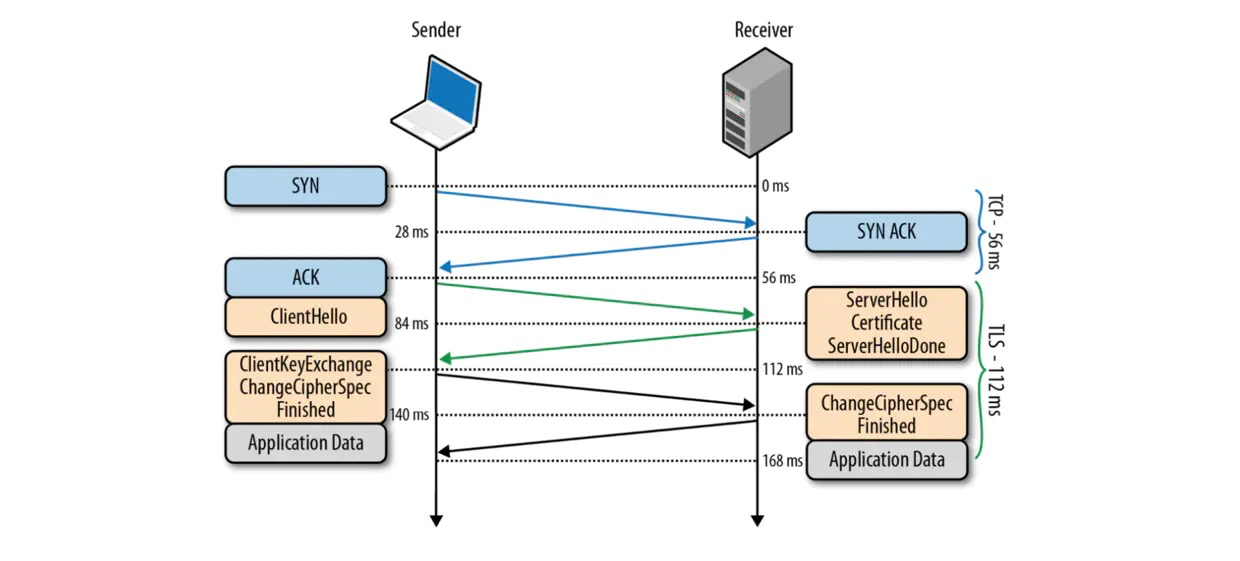 Sender
Receiver
SYN
0 ms
28 ms
SYN ACK
TCP - 56 ms
ACK
56 ms
ClientHello
84 ms
ServerHello
Certificate
ServerHelloDone
TLS - 112 ms
ClientKeyExchange
ChangeCipherSpec
Finished
112 ms
140 ms
ChangeCipherSpec
Finished
Application Data
168 ms
Application Data